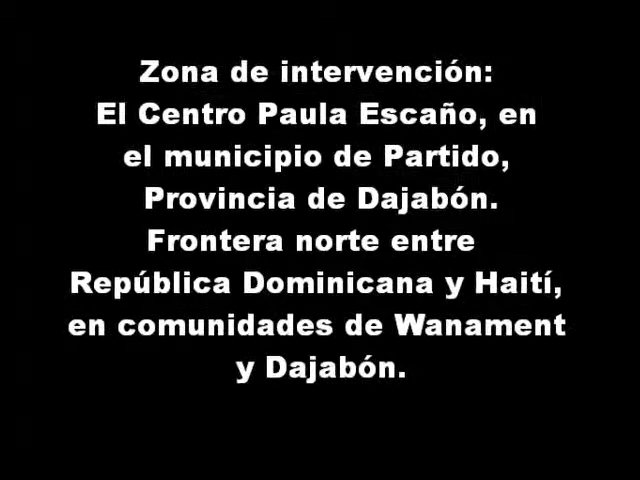 Zona de intervención:
El Centro Paula Escaño, en
el municipio de Partido,
Provincia de Dajabón.
Frontera norte entre
República Dominicana y Haití,
en comunidades de Wanament
y Dajabón.